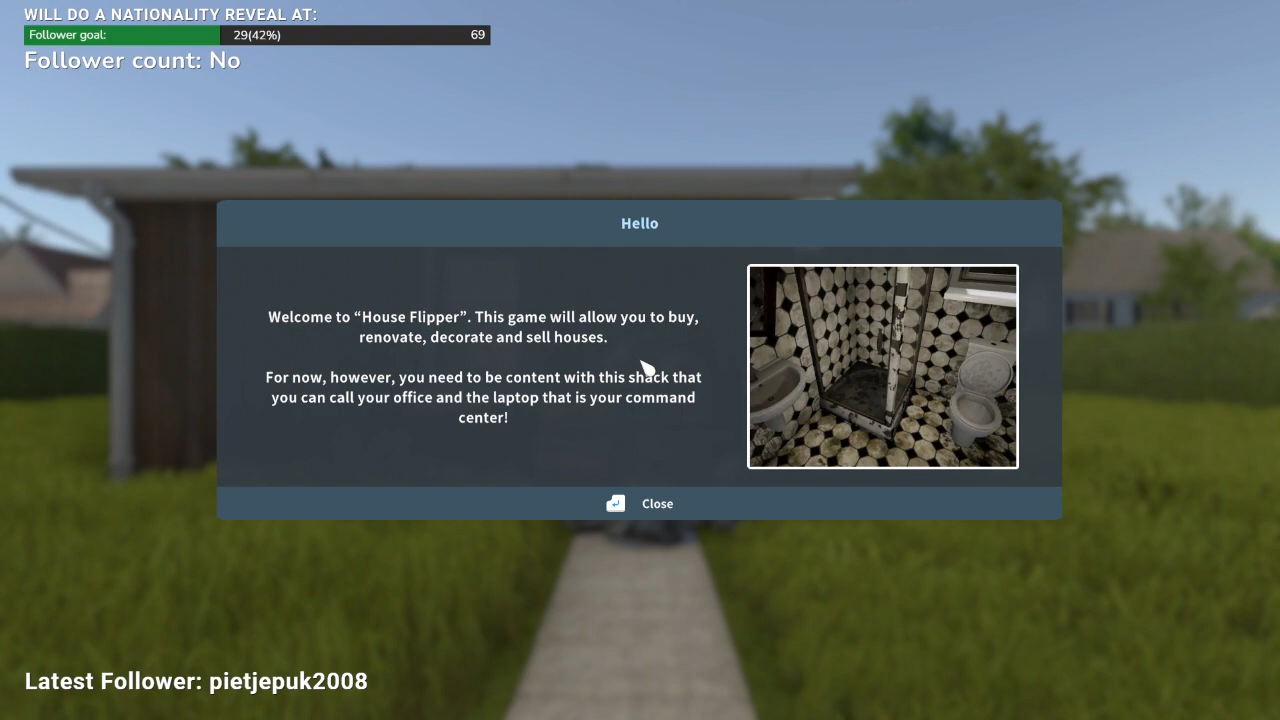 WILL DO A NATIONALITY REVEAL AT:
Follower goal: 29(42%) 69
Follower count: No
Hello
Welcome to “House Flipper”. This game will allow you to buy,
renovate, decorate and sell houses.
For now, however, you need to be content with this shack that
you can call your office and the laptop that is your command
center!
Close
Latest Follower: pietjepuk2008